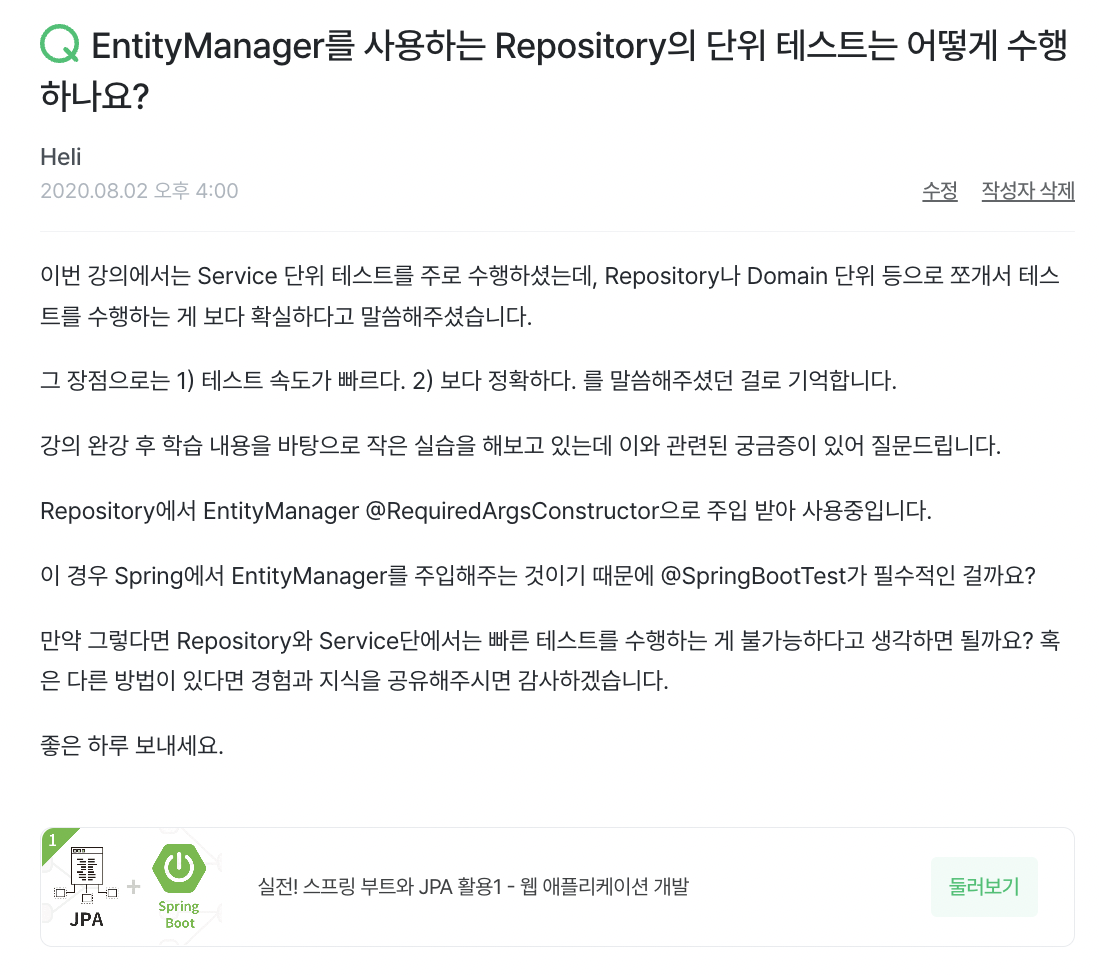 EntityManager를 사용하는 Repository의 단위 테스트는 어떻게 수행
하나요?
Heli
2020.08.02 오후 4:00
수정 작성자 삭제
이번 강의에서는 Service 단위 테스트를 주로 수행하셨는데, Repository나 Domain 단위 등으로 쪼개서 테스
트를 수행하는 게 보다 확실하다고 말씀해주셨습니다.
그 장점으로는 1) 테스트 속도가 빠르다. 2) 보다 정확하다. 를 말씀해주셨던 걸로 기억합니다.
강의 완강 후 학습 내용을 바탕으로 작은 실습을 해보고 있는데 이와 관련된 궁금증이 있어 질문드립니다.
Repository에서 EntityManager @RequiredArgsConstructor으로 주입 받아 사용중입니다.
이 경우 Spring에서 EntityManager를 주입해주는 것이기 때문에 @SpringBootTest가 필수적인 걸까요?
만약 그렇다면 Repository와 Service단에서는 빠른 테스트를 수행하는 게 불가능하다고 생각하면 될까요? 혹
은 다른 방법이 있다면 경험과 지식을 공유해주시면 감사하겠습니다.
좋은 하루 보내세요.
1
JPA
+
Spring
Boot
실전! 스프링 부트와 JPA 활용1 - 웹 애플리케이션 개발
둘러보기